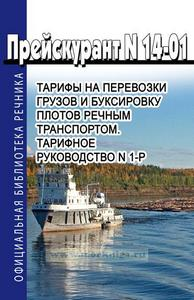 Прейскурант N 14-01
ТАРИФЫ НА ПЕРЕВОЗКИ
ГРУЗОВ И БУКСИРОВКУ
ПЛОТОВ РЕЧНЫМ
ТРАНСПОРТОМ.
ТАРИФНОЕ
РУКОВОДСТВО N 1-Р
ОФИЦИАЛЬНАЯ БИБЛИОТЕКА РЕЧНИКА